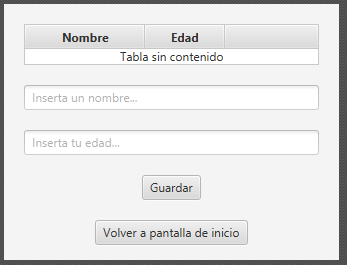 Nombre Edad
Tabla sin contenido
Inserta un nombre...
Inserta tu edad...
Guardar
Volver a pantalla de inicio